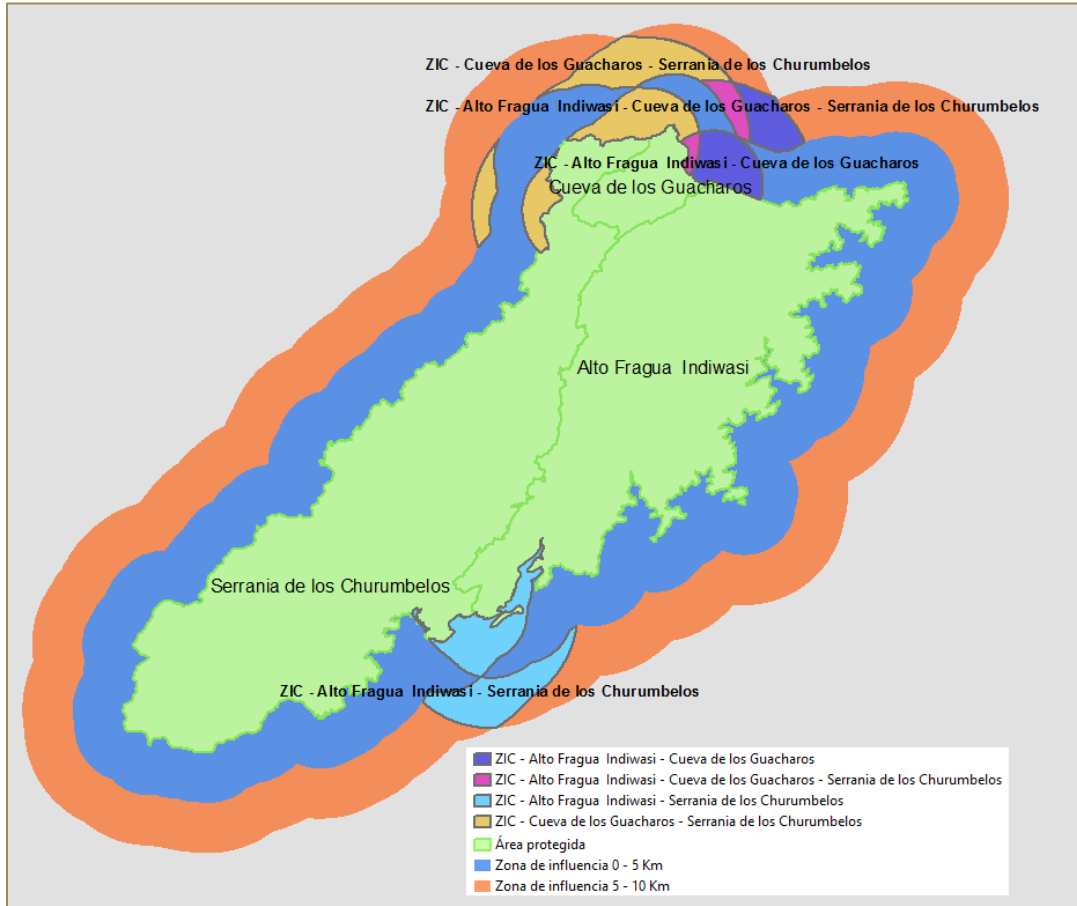 ZIC - Cueva de los Guacharos - Serrania de los Churumbelos
ZIC - Alto Fragua Indiwasi - Cueva de los Guacharos - Serrania de los Churumbelos
ZIC - Alto Fragua Indiwasi - Cueva de los Guacharos
Cueva de los Guacharos
Alto Fragua Indiwasi
Serrania de los Churumbelos
ZIC - Alto Fragua Indiwasi - Serrania de los Churumbelos
ZIC - Alto Fragua Indiwasi - Cueva de los Guacharos
ZIC - Alto Fragua Indiwasi - Cueva de los Guacharos - Serrania de los Churumbelos
ZIC - Alto Fragua Indiwasi - Serrania de los Churumbelos
ZIC - Cueva de los Guacharos - Serrania de los Churumbelos
Área protegida
Zona de influencia 0 - 5 Km
Zona de influencia 5 - 10 Km